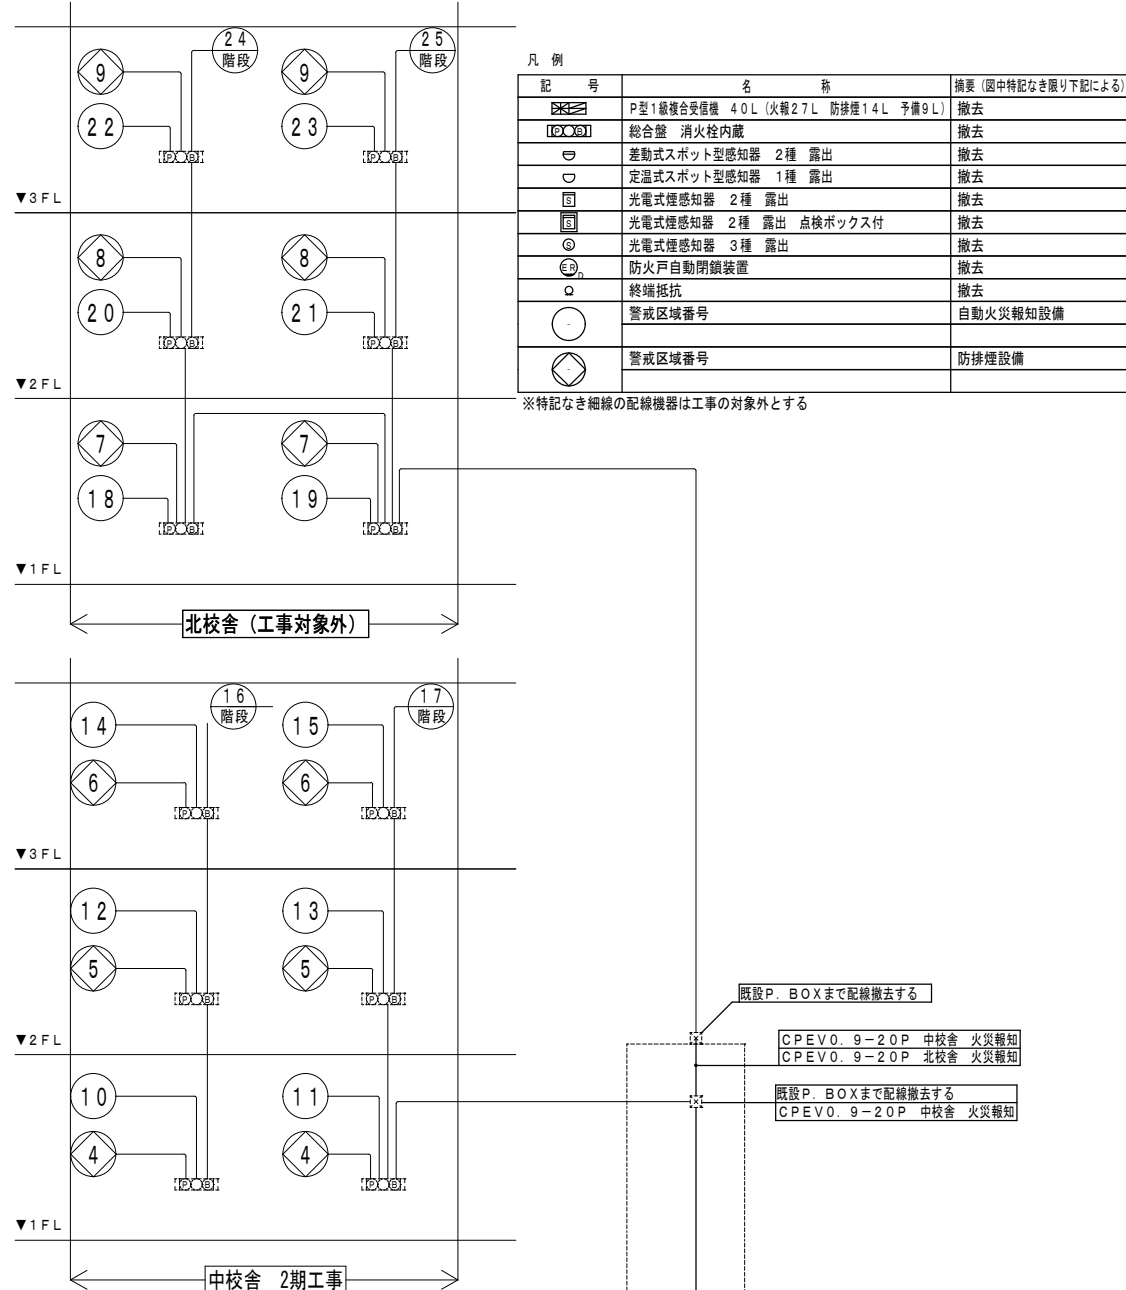 24
階段
25
階段
9
9
22
23
P B
P B
▼3FL
8
8
20
21
P B
P B
▼2FL
7
7
18
19
P B
P B
▼1FL
北校舎（工事対象外）
凡 例
記 号 名 称 摘要（図中特記なき限り下記による）
P型1級複合受信機 40L（火報27L 防排煙14L 予備9L） 撤去
P B 総合盤 消火栓内蔵 撤去
差動式スポット型感知器 2種 露出 撤去
定温式スポット型感知器 1種 露出 撤去
S 光電式煙感知器 2種 露出 撤去
S 光電式煙感知器 2種 露出 点検ボックス付 撤去
S 光電式煙感知器 3種 露出 撤去
ER D 防火戸自動閉鎖装置 撤去
Ω 終端抵抗 撤去
- 警戒区域番号 自動火災報知設備
- 警戒区域番号 防排煙設備
※特記なき細線の配線機器は工事の対象外とする
16
階段
17
階段
14
15
6
6
P B
P B
▼3FL
12
13
5
5
P B
P B
▼2FL
10
11
4
4
P B
P B
▼1FL
中校舎 2期工事
既設P．BOXまで配線撤去する
CPEV0．9－20P 中校舎 火災報知
CPEV0．9－20P 北校舎 火災報知
既設P．BOXまで配線撤去する
CPEV0．9－20P 中校舎 火災報知